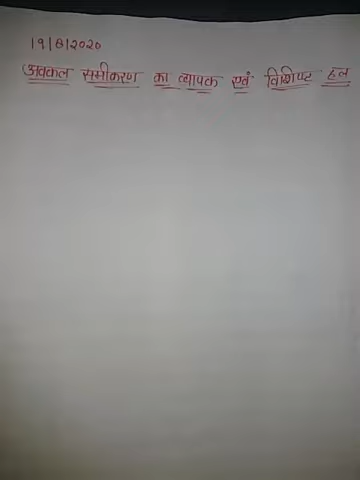 19/8/2020
अवकल समीकरण का व्यापक एवं विशिष्ट हल